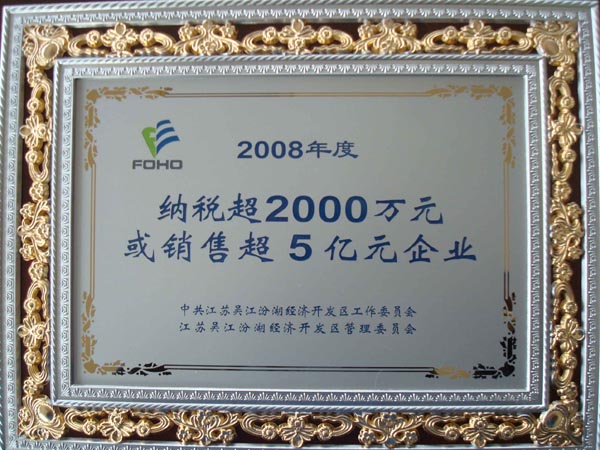 FOHO
2008年度
纳税超2000万元
或销售超 5 亿元企业
中共江苏吴江汾湖经济开发区工作委员会
江苏吴江汾湖经济开发区管理委员会